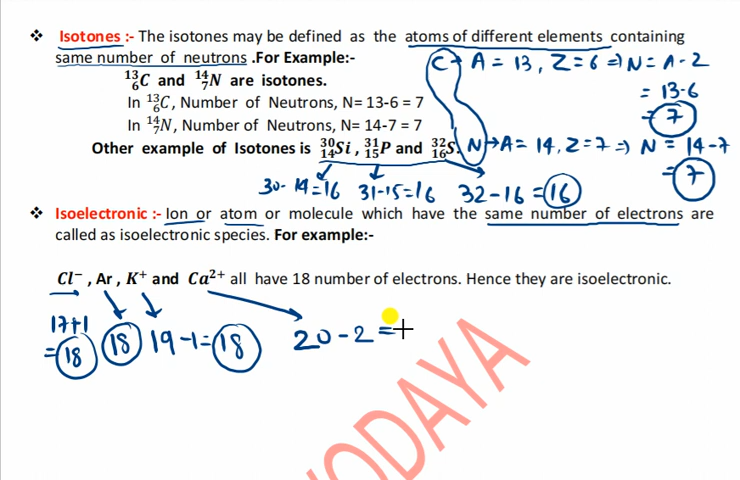 ❖ Isotones :- The isotones may be defined as the atoms of different elements containing
same number of neutrons .For Example:-
¹³₆C and ¹⁴₇N are isotones.
In ¹³₆C, Number of Neutrons, N= 13-6 = 7
In ¹⁴₇N, Number of Neutrons, N= 14-7 = 7
Other example of Isotones is ³⁰₁₄Si, ³¹₁₅P and ³²₁₆S.
C → A = 13, Z = 6 ⇒ N = A - Z
= 13-6
= 7
N → A = 14, Z = 7 ⇒ N = 14-7
= 7
30-14=16 31-15=16 32-16=16
❖ Isoelectronic :- Ion or atom or molecule which have the same number of electrons are
called as isoelectronic species. For example:-
Cl⁻, Ar, K⁺ and Ca²⁺ all have 18 number of electrons. Hence they are isoelectronic.
17+1
=18 18 19-1=18 20-2=
ODAYA